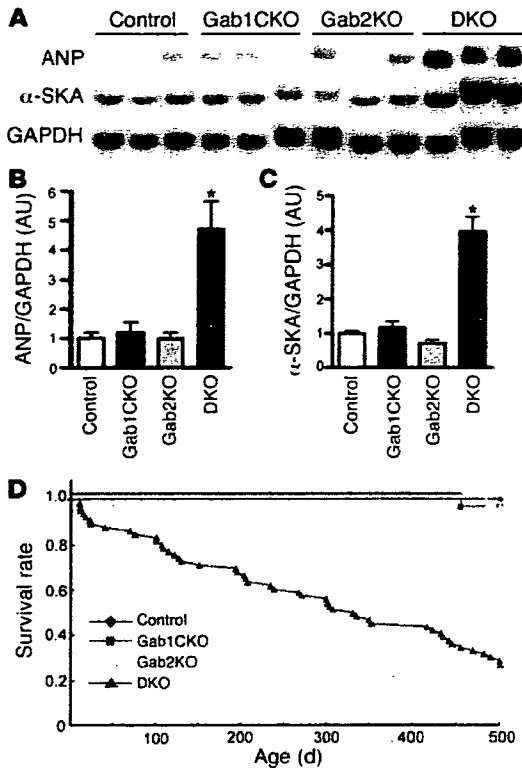 A Control Gab1CKO Gab2KO DKO
ANP
α-SKA
GAPDH
B
ANP/GAPDH (AU)
7
6
5
4
3
2
1
0
Control
Gab1CKO
Gab2KO
DKO
*
C
α-SKA/GAPDH (AU)
5
4
3
2
1
0
Control
Gab1CKO
Gab2KO
DKO
*
D
Survival rate
1.0
0.8
0.6
0.4
0.2
0
Control
Gab1CKO
Gab2KO
DKO
100 200 300 400 500
Age (d)